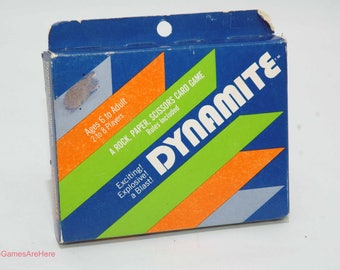 Ages 6 to Adult
2 to 8 Players
A ROCK, PAPER, SCISSORS CARD GAME
Rules Included
DYNAMITE
Exciting!
Explosive!
a Blast!
GamesAreHere